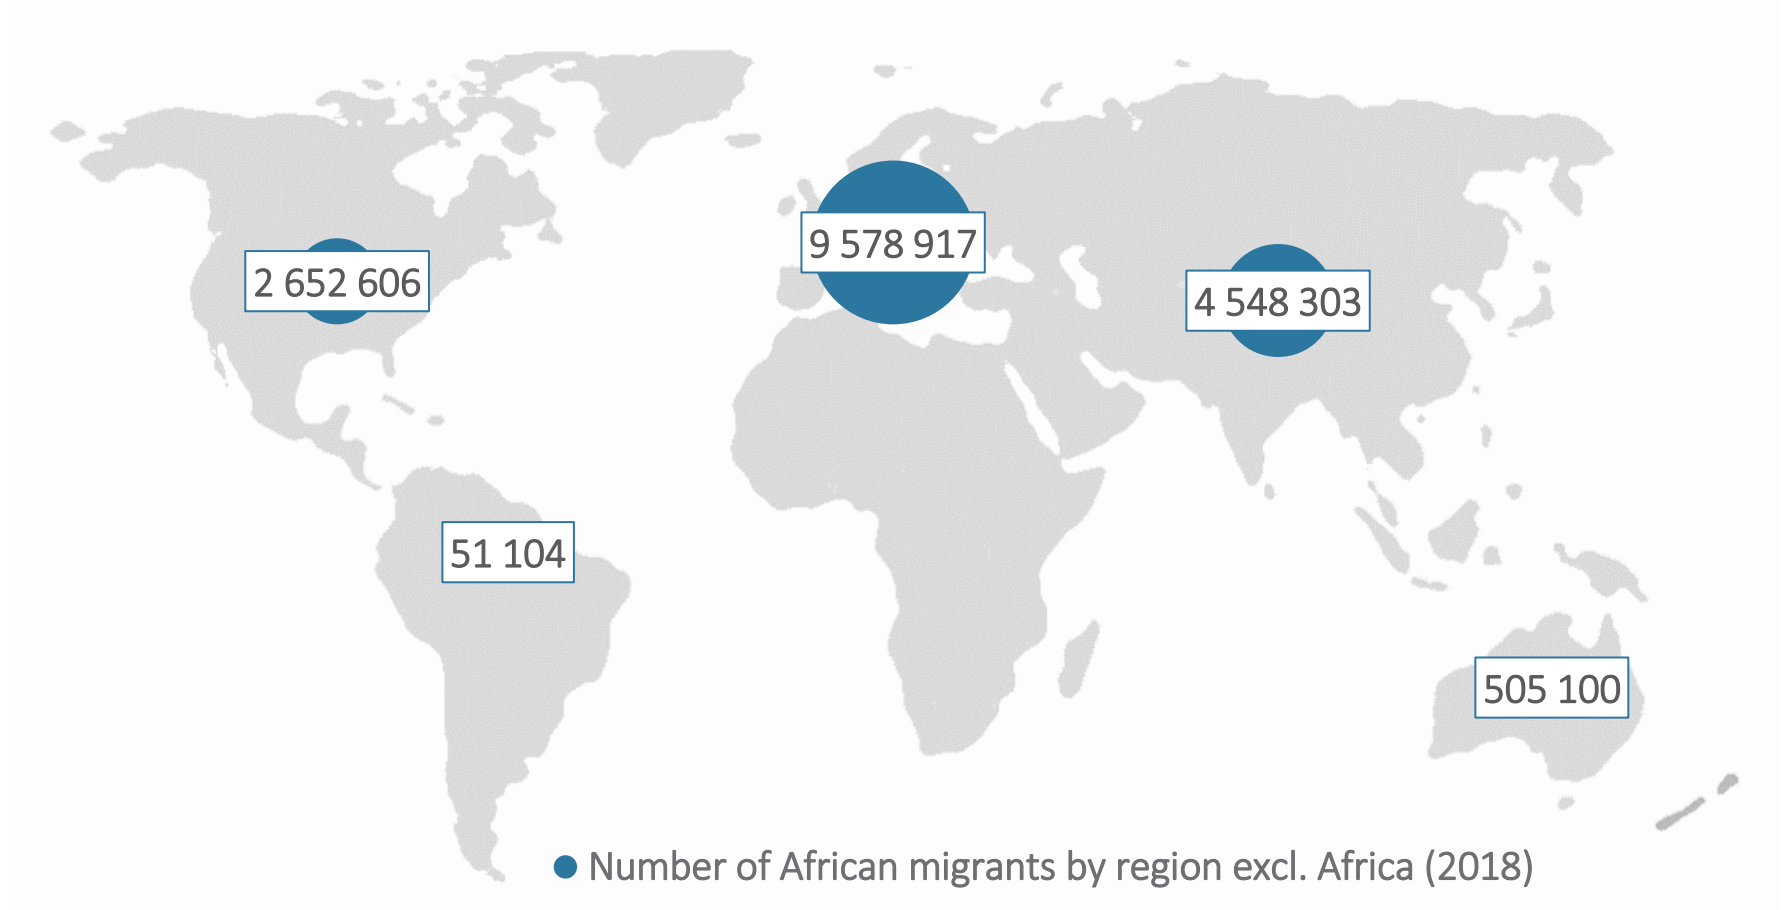 9 578 917
2 652 606
4 548 303
51 104
505 100
Number of African migrants by region excl. Africa (2018)